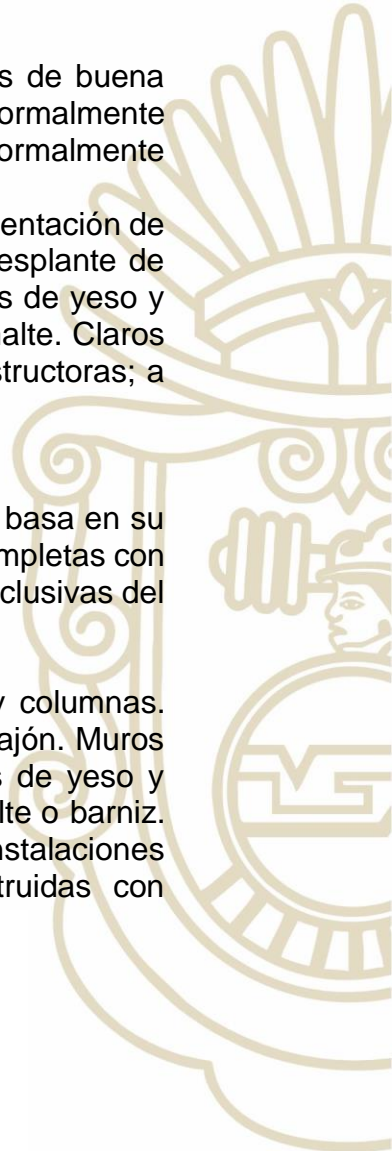 s de buena
ormalmente
ormalmente
entación de
esplante de
s de yeso y
alte. Claros
structoras; a
basa en su
mpletas con
clusivas del
y columnas.
ajón. Muros
s de yeso y
lte o barniz.
nstalaciones
truidas con